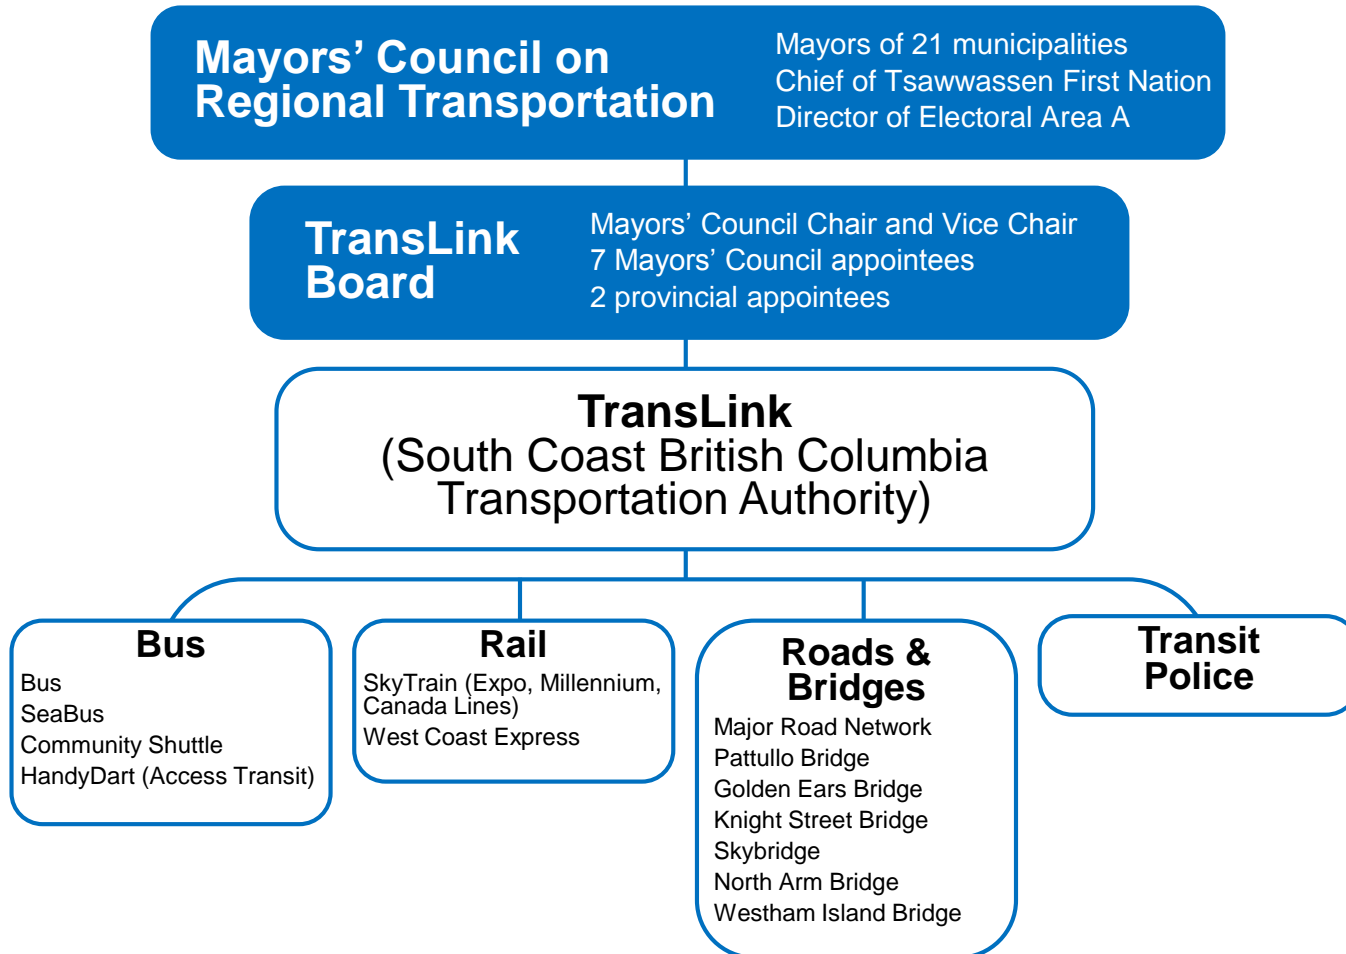 Mayors’ Council on
Regional Transportation
Mayors of 21 municipalities
Chief of Tsawwassen First Nation
Director of Electoral Area A
TransLink
Board
Mayors’ Council Chair and Vice Chair
7 Mayors’ Council appointees
2 provincial appointees
TransLink
(South Coast British Columbia
Transportation Authority)
Bus
Bus
SeaBus
Community Shuttle
HandyDart (Access Transit)
Rail
SkyTrain (Expo, Millennium,
Canada Lines)
West Coast Express
Roads &
Bridges
Major Road Network
Pattullo Bridge
Golden Ears Bridge
Knight Street Bridge
Skybridge
North Arm Bridge
Westham Island Bridge
Transit
Police